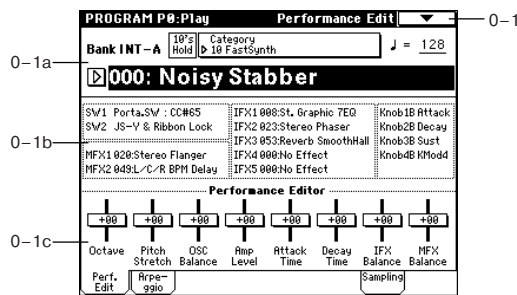 PROGRAM P0:Play Performance Edit
0-1
Bank INT-A 10's Hold Category 10 FastSynth ♩ = 128
0-1a
000: Noisy Stabber
SW1 Porta.SW : CC#65
SW2 JS-Y & Ribbon Lock
0-1b
MFX1 020:Stereo Flanger
MFX2 049:L/C/R BPM Delay
IFX1 008:St. Graphic 7EQ
IFX2 023:Stereo Phaser
IFX3 053:Reverb SmoothHall
IFX4 000:No Effect
IFX5 000:No Effect
Knob1B Attack
Knob2B Decay
Knob3B Sust
Knob4B KMod4
Performance Editor
0-1c
+00 +00 +00 +00 +00 +00 +00 +00
Octave Pitch Stretch OSC Balance Amp Level Attack Time Decay Time IFX Balance MFX Balance
Perf. Edit Arpe-ggio Sampling